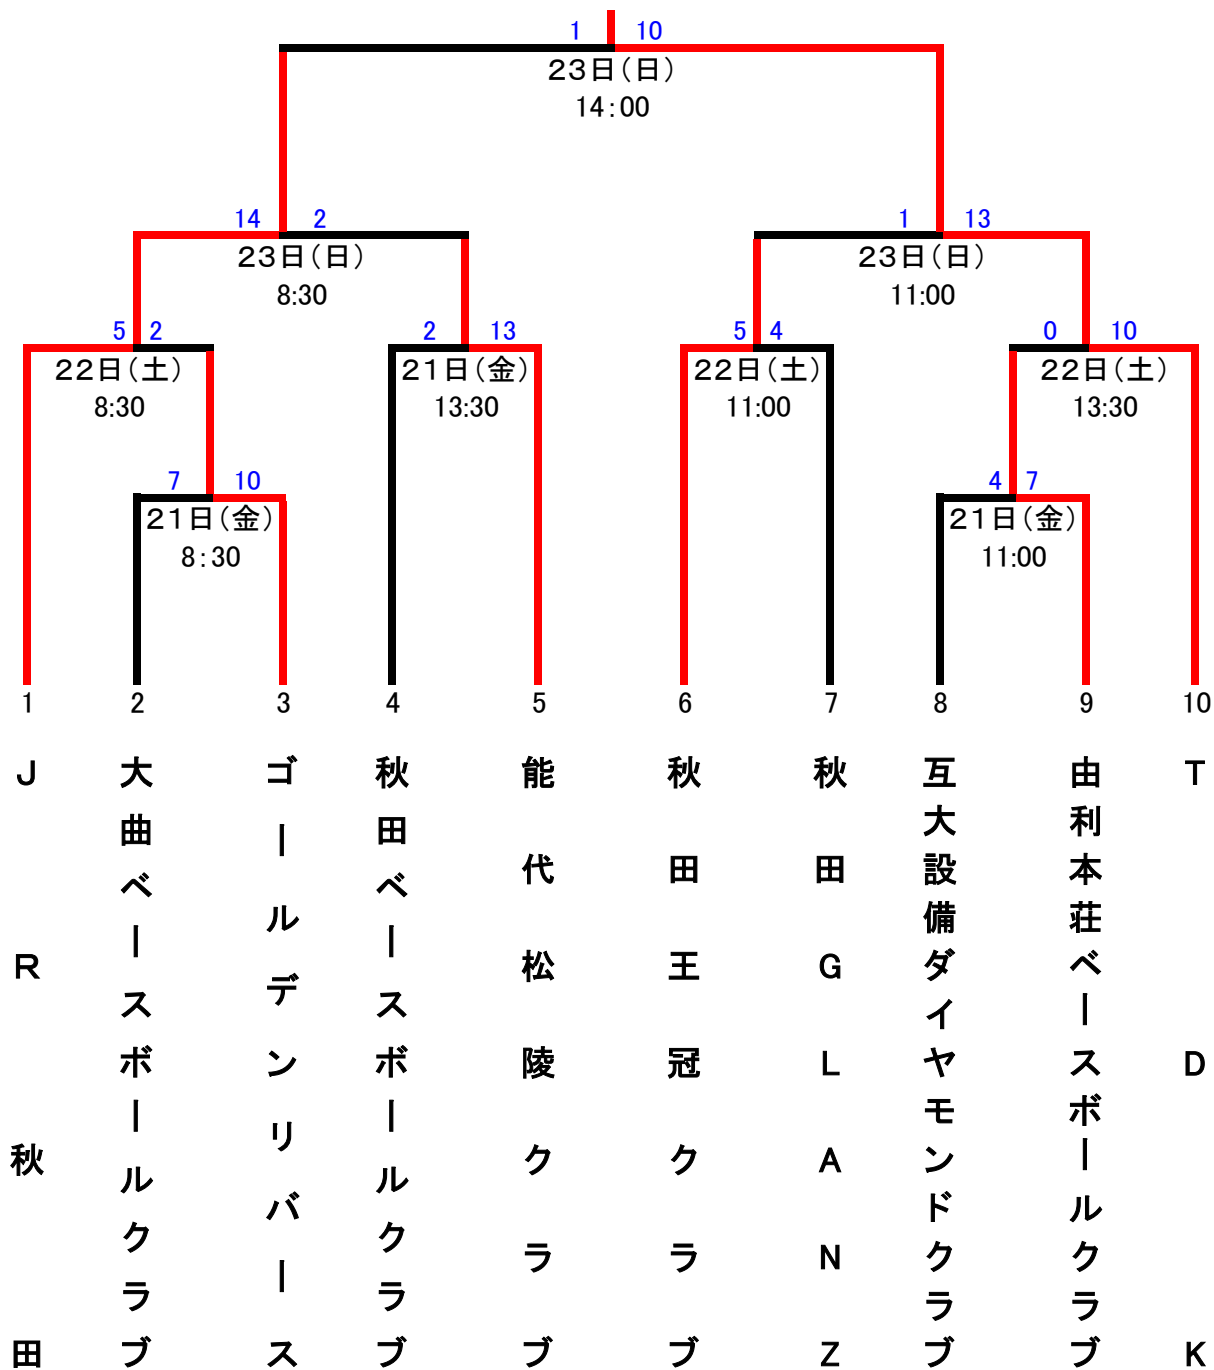 1 10
23日(日)
14:00
14 2
23日(日)
8:30
1 13
23日(日)
11:00
5 2
22日(土)
8:30
2 13
21日(金)
13:30
5 4
22日(土)
11:00
0 10
22日(土)
13:30
7 10
21日(金)
8:30
4 7
21日(金)
11:00
1 2 3 4 5 6 7 8 9 10
JR秋田
大曲ベースボールクラブ
ゴールデンリバース
秋田ベースボールクラブ
能代松陵クラブ
秋田王冠クラブ
秋田GLANZ
互大設備ダイヤモンドクラブ
由利本荘ベースボールクラブ
TDK